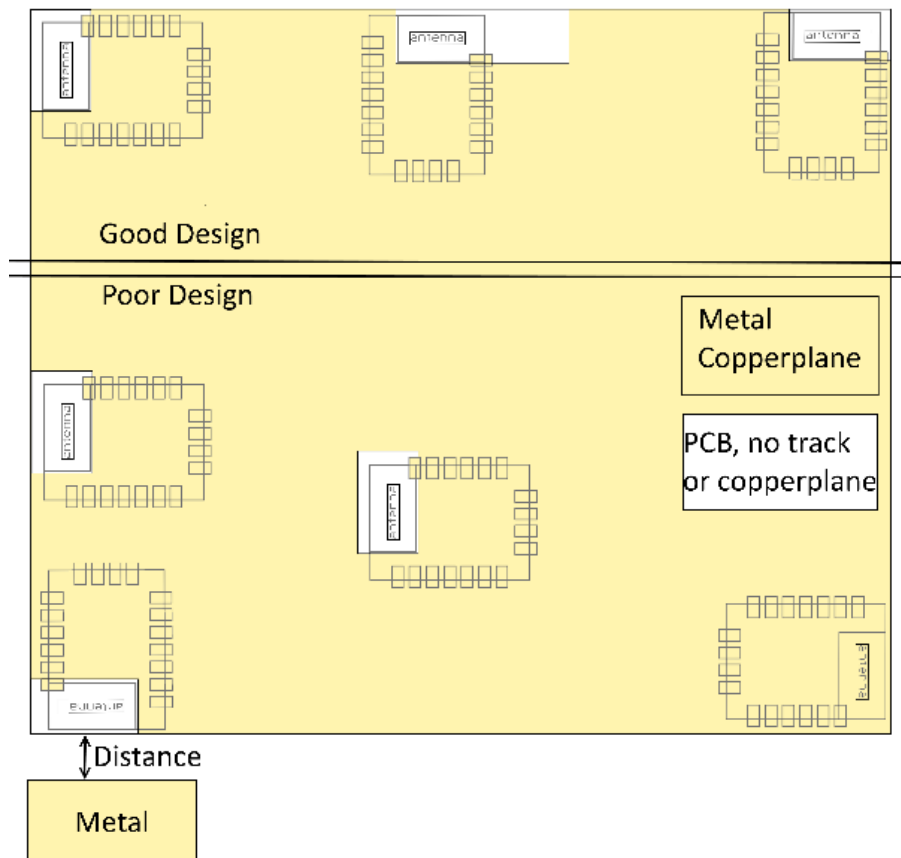 antenna
antenna
antenna
Good Design
Poor Design
Metal
Copperplane
antenna
PCB, no track
or copperplane
antenna
antenna
antenna
Distance
Metal